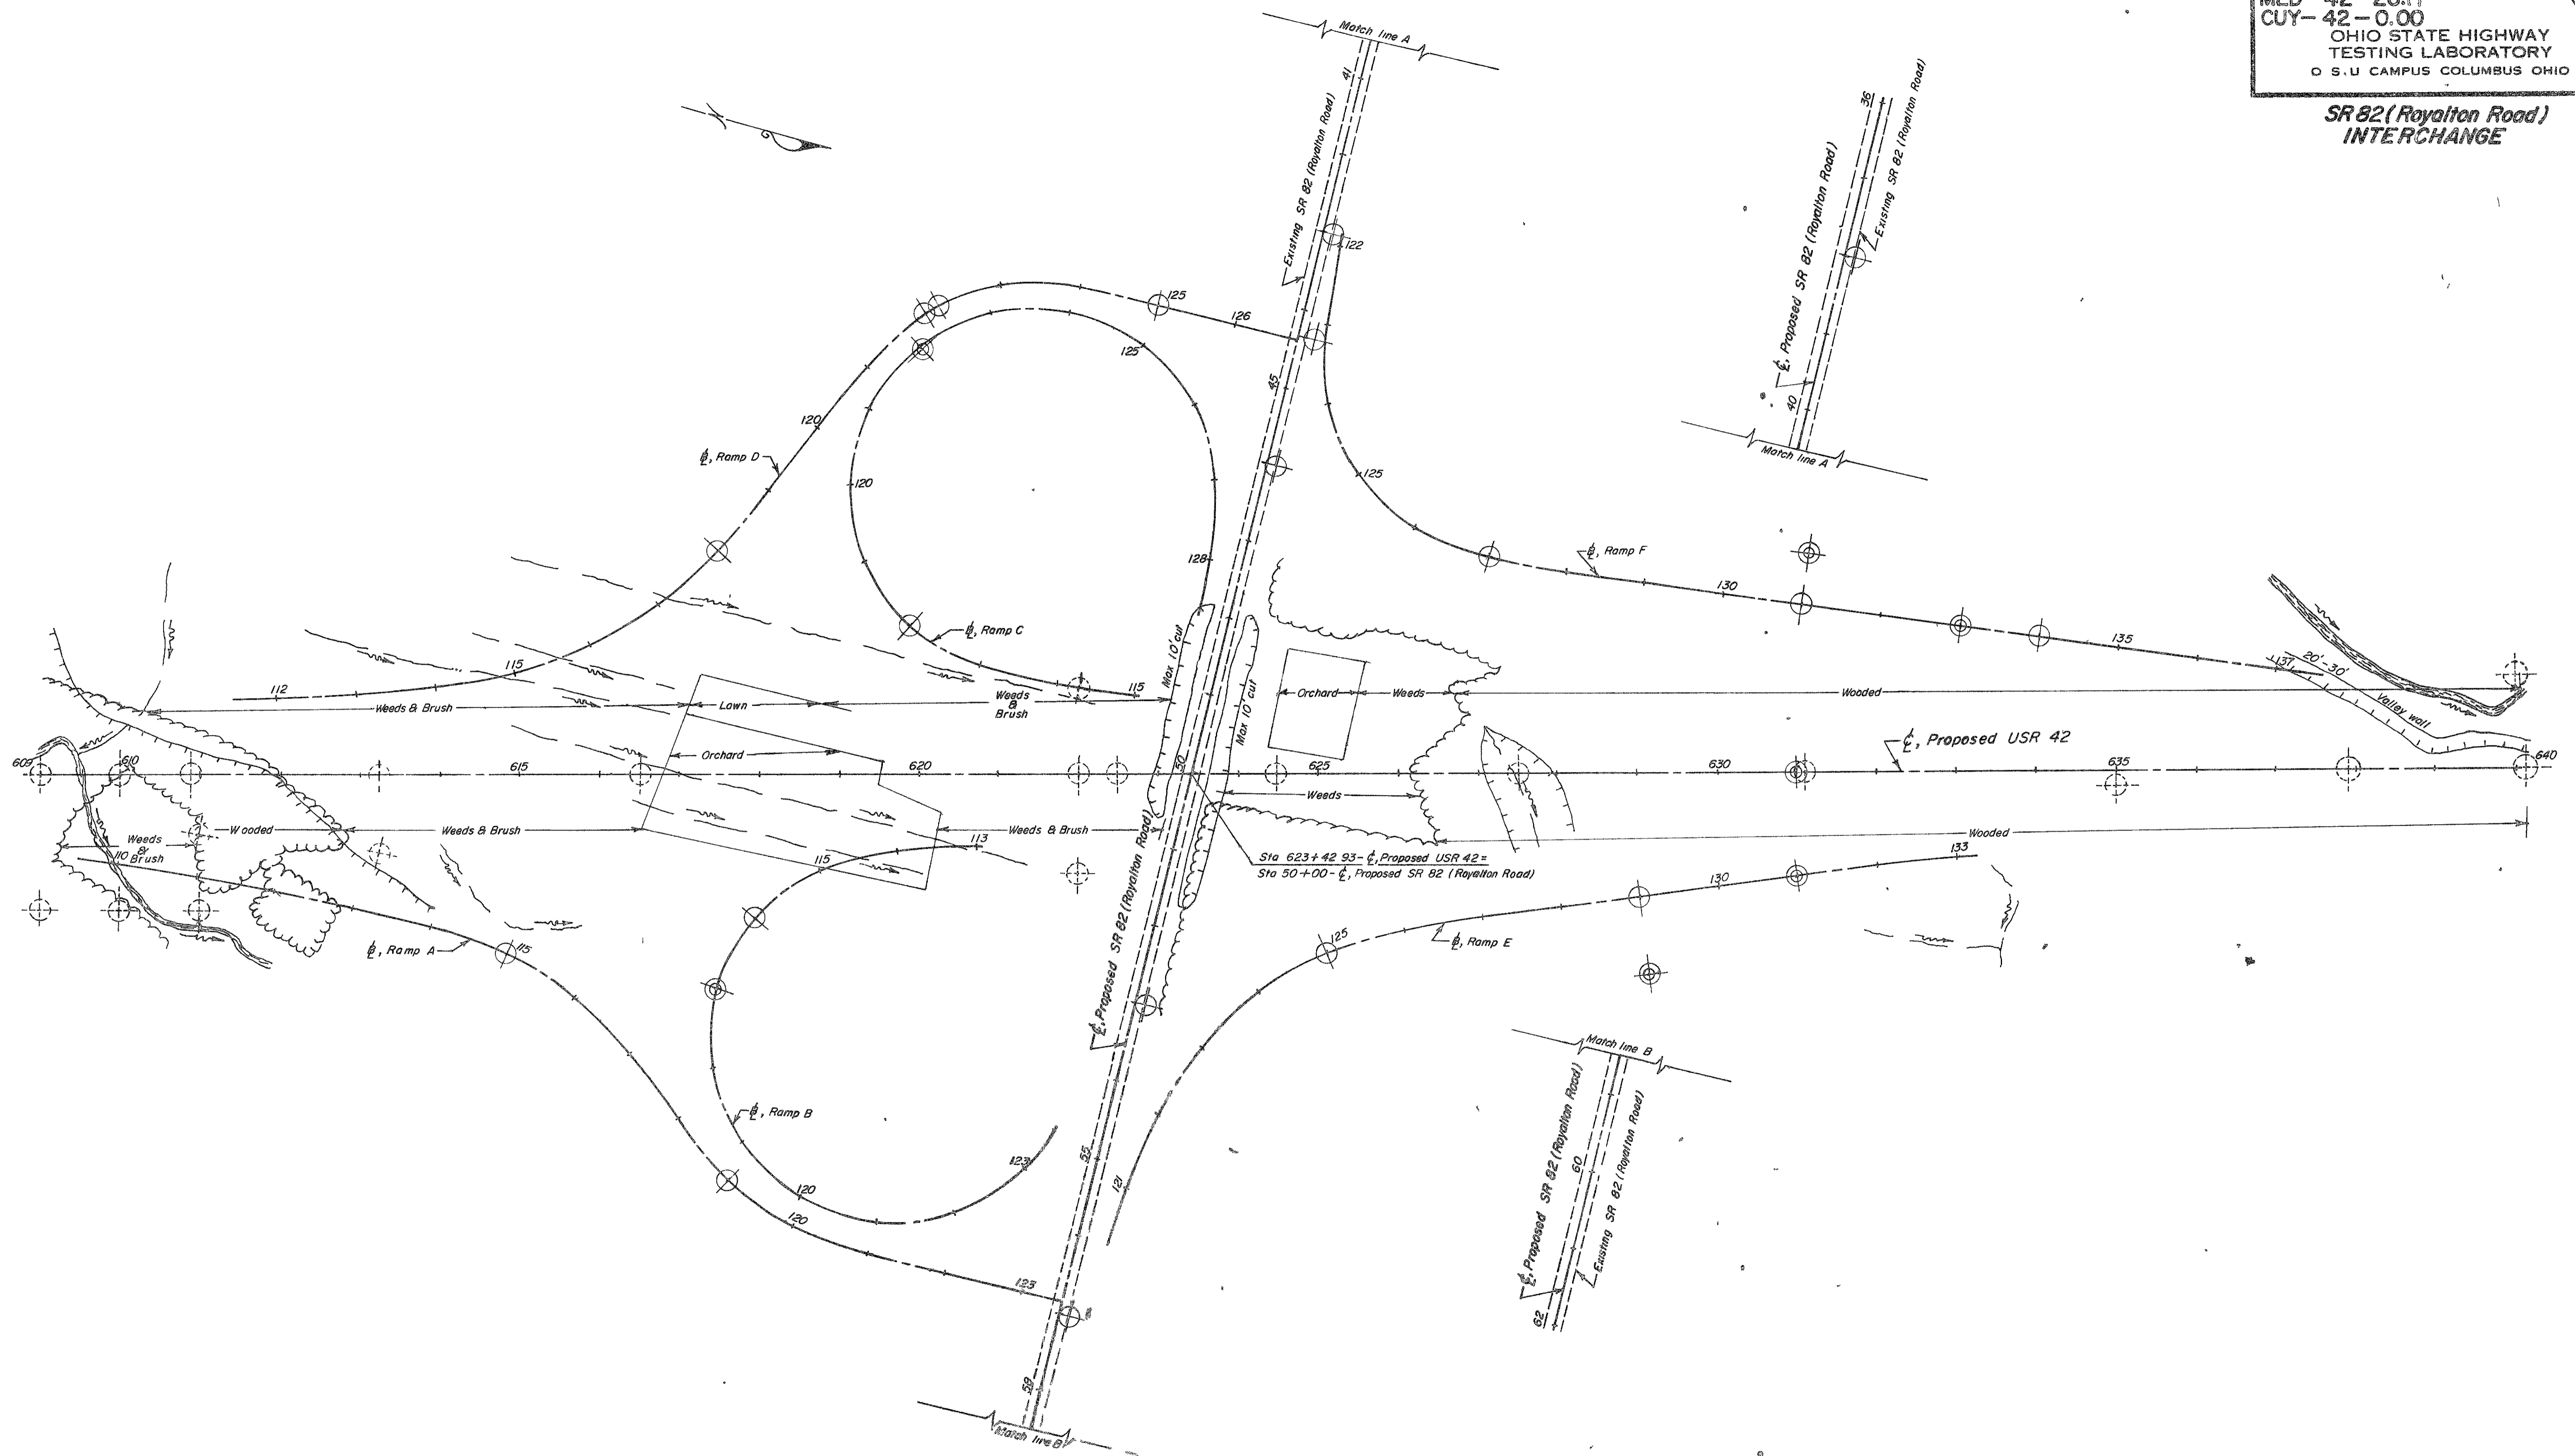 CUY-42-0.00
OHIO STATE HIGHWAY
TESTING LABORATORY
O S.U CAMPUS COLUMBUS OHIO
SR 82 (Royalton Road)
INTERCHANGE
Match line A
41
Existing SR 82 (Royalton Road)
36
℄, Proposed SR 82 (Royalton Road)
Existing SR 82 (Royalton Road)
40
Match line A
N
122
125
126
125
45
120
℄, Ramp D
120
125
128
℄, Ramp F
130
℄, Ramp C
135
137
20'-30'
Valley wall
115
112
115
Max 10' cut
Max 10' cut
Weeds & Brush
Lawn
Weeds
&
Brush
Orchard
Weeds
Wooded
Orchard
℄, Proposed USR 42
609
610
615
620
50
625
630
635
640
Weeds
Weeds
&
Brush
Wooded
Weeds & Brush
Weeds & Brush
Wooded
110
113
115
133
Sta 623+42 93-℄, Proposed USR 42=
Sta 50+00-℄, Proposed SR 82 (Royalton Road)
130
℄, Ramp A
115
125
℄, Ramp E
℄, Proposed SR 82 (Royalton Road)
Match line B
℄, Ramp B
℄, Proposed SR 82 (Royalton Road)
60
Existing SR 82 (Royalton Road)
62
123
55
121
120
120
123
58
Match line B